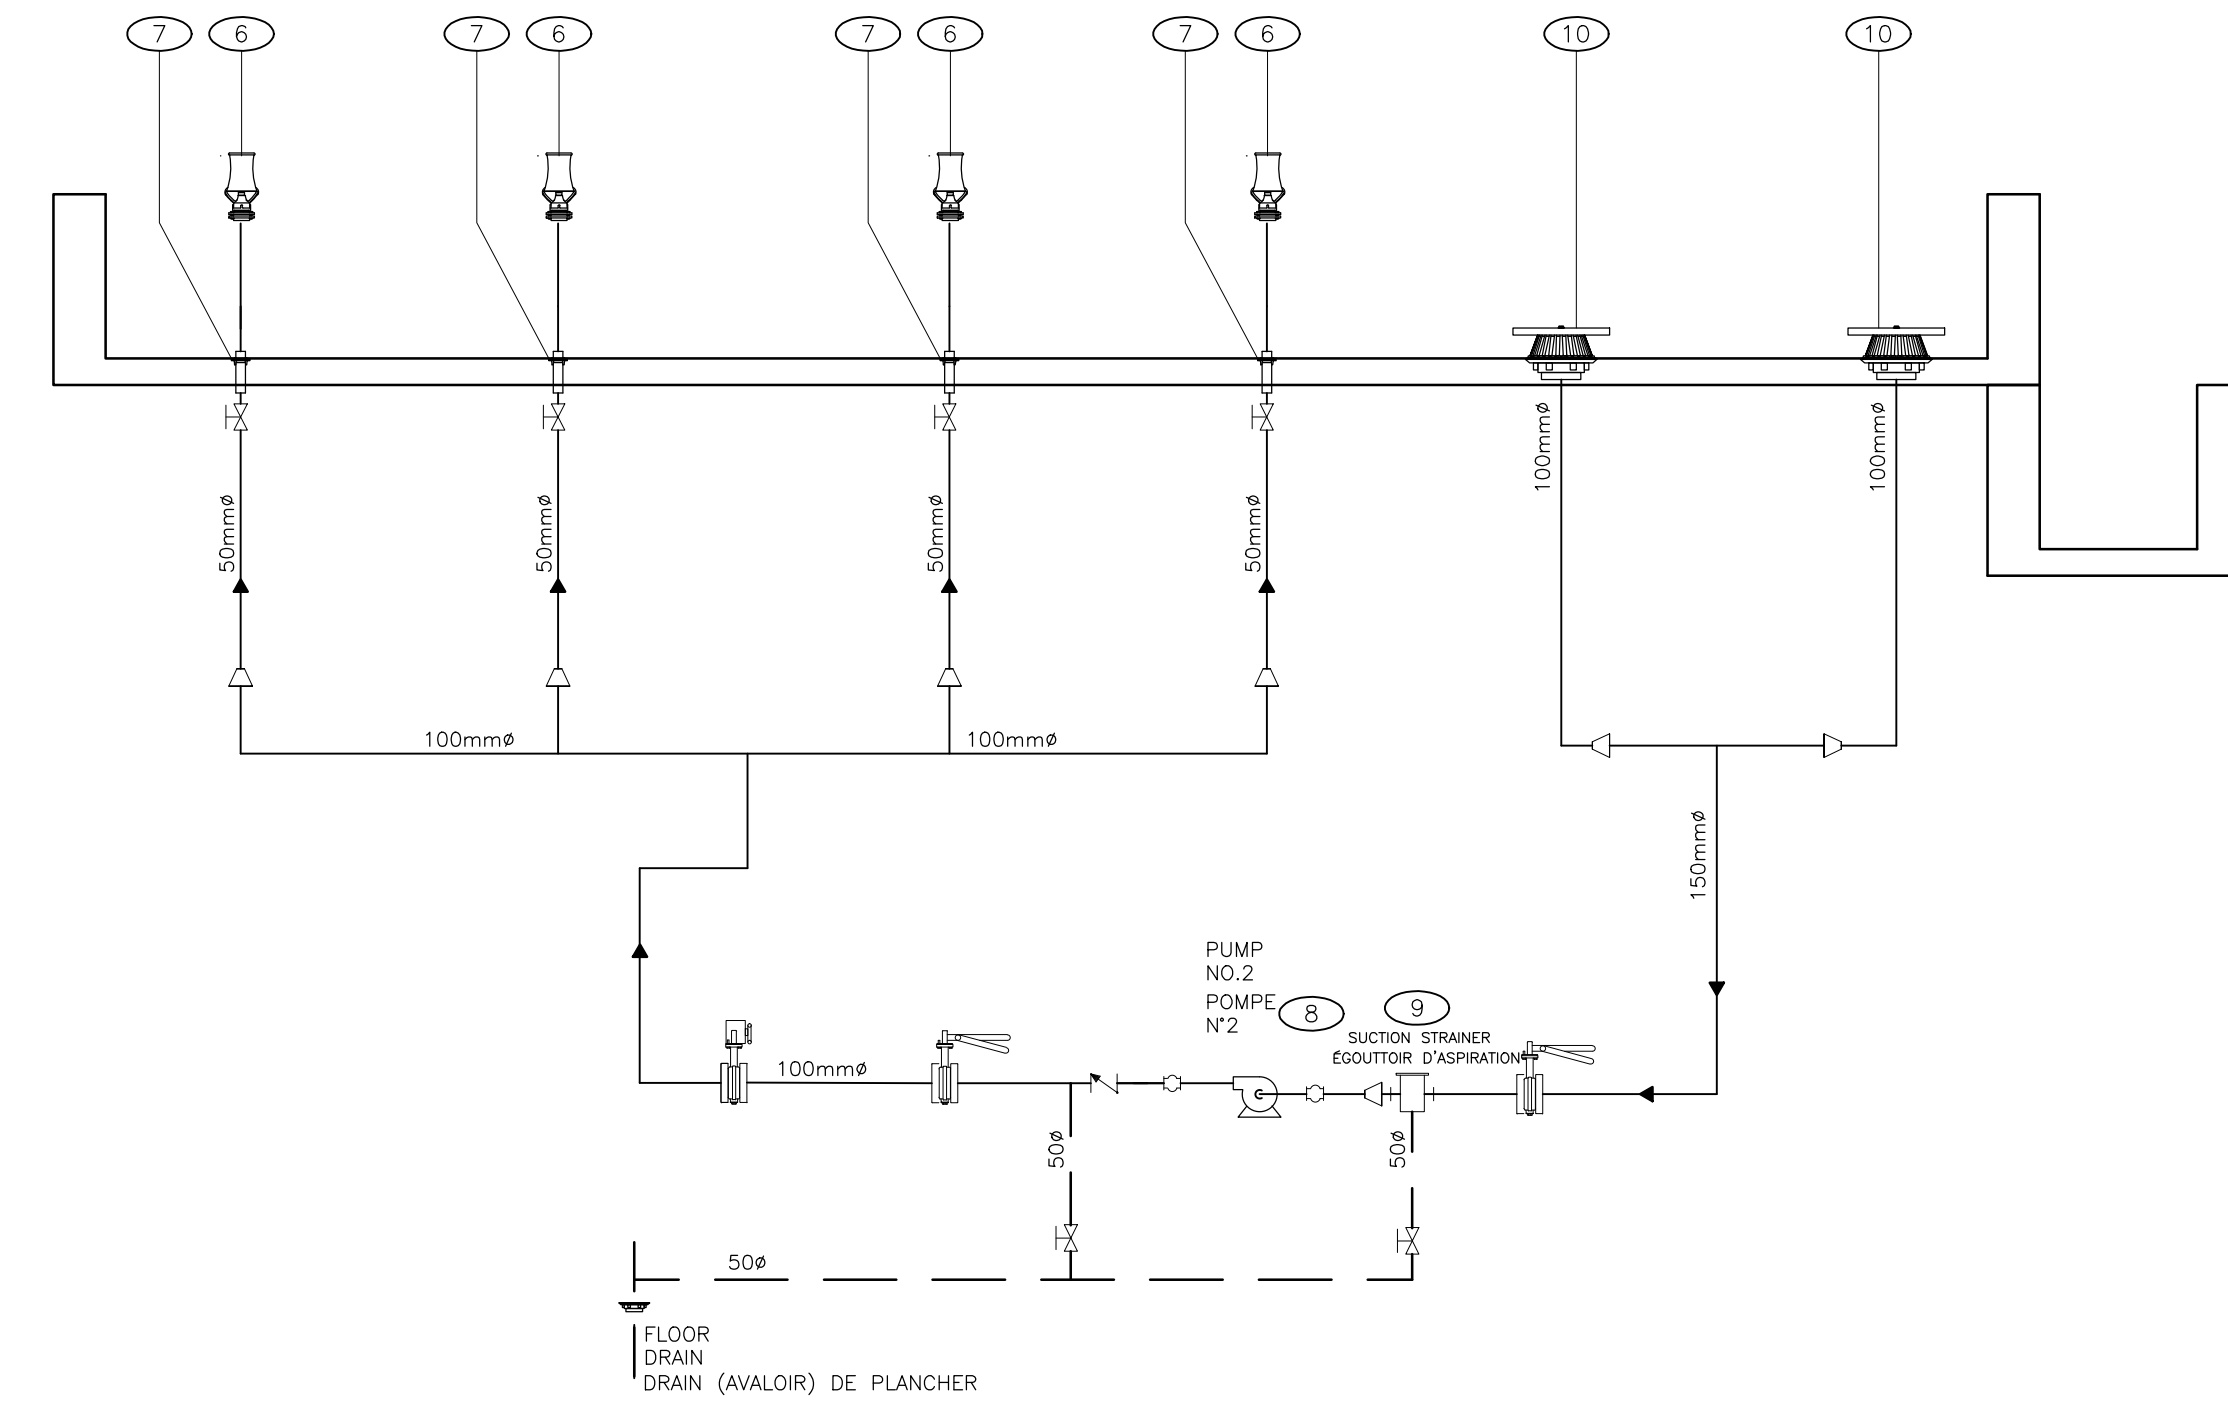 7
6
7
6
7
6
7
6
10
10
100mmø
100mmø
50mmø
50mmø
50mmø
50mmø
100mmø
100mmø
150mmø
PUMP
NO.2
POMPE
N°2
8
9
SUCTION STRAINER
ÉGOUTTOIR D'ASPIRATION
100mmø
50ø
50ø
50ø
FLOOR
DRAIN
DRAIN (AVALOIR) DE PLANCHER